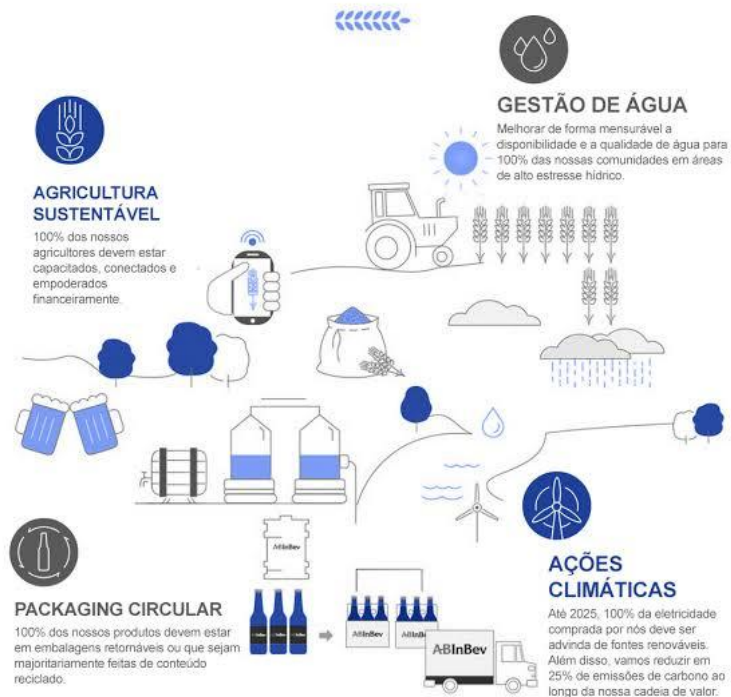 GESTÃO DE ÁGUA
Melhorar de forma mensurável a
disponibilidade e a qualidade de água para
100% das nossas comunidades em áreas
de alto estresse hídrico.
AGRICULTURA
SUSTENTÁVEL
100% dos nossos
agricultores devem estar
capacitados, conectados e
empoderados
financeiramente.
ABInBev
ABInBev
ABInBev
ABInBev
PACKAGING CIRCULAR
100% dos nossos produtos devem estar
em embalagens retornáveis ou que sejam
majoritariamente feitas de conteúdo
reciclado.
AÇÕES
CLIMÁTICAS
Até 2025, 100% da eletricidade
comprada por nós deve ser
advinda de fontes renováveis.
Além disso, vamos reduzir em
25% de emissões de carbono ao
longo da nossa cadeia de valor.